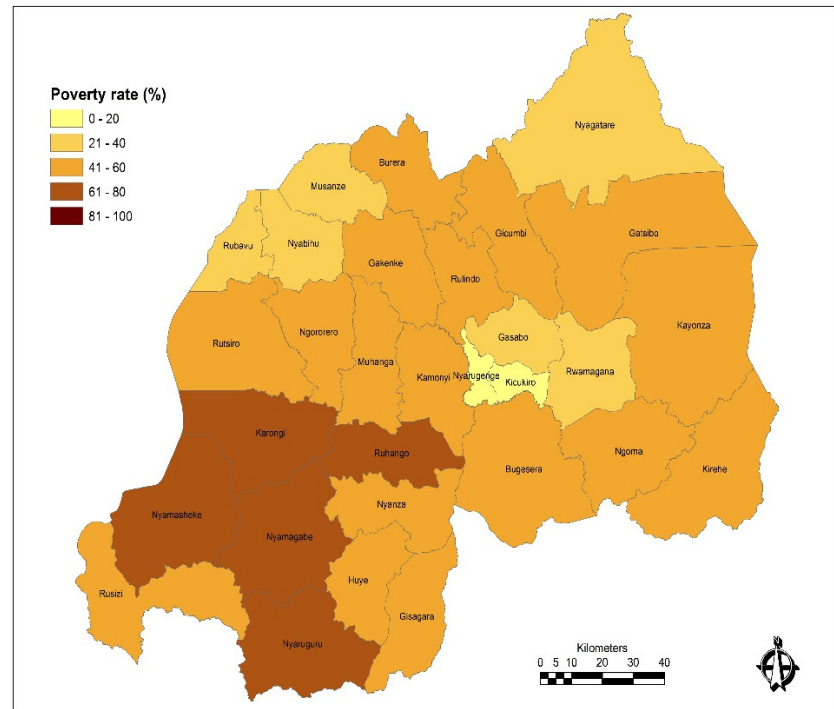 Poverty rate (%)
0 - 20
21 - 40
41 - 60
61 - 80
81 - 100
Nyagatare
Burera
Musanze
Gicumbi
Gatsibo
Rubavu
Nyabihu
Gakenke
Rulindo
Kayonza
Rutsiro
Ngororero
Gasabo
Muhanga
Kamonyi
Nyarugenge
Kicukiro
Rwamagana
Karongi
Ruhango
Bugesera
Ngoma
Kirehe
Nyamasheke
Nyanza
Nyamagabe
Huye
Rusizi
Gisagara
Nyaruguru
Kilometers
0 5 10 20 30 40
N